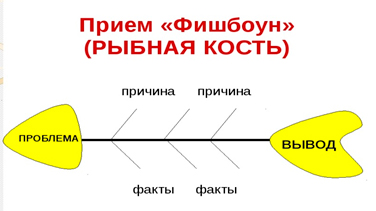 Прием «Фишбоун»
(РЫБНАЯ КОСТЬ)
причина причина
ПРОБЛЕМА
ВЫВОД
факты факты